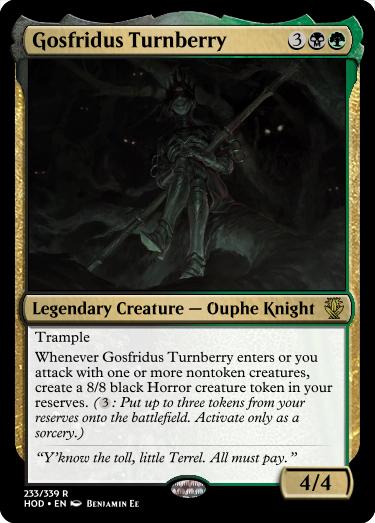 Gosfridus Turnberry 3
Legendary Creature — Ouphe Knight
Trample
Whenever Gosfridus Turnberry enters or you
attack with one or more nontoken creatures,
create a 8/8 black Horror creature token in your
reserves. (3: Put up to three tokens from your
reserves onto the battlefield. Activate only as a
sorcery.)
“Y’know the toll, little Terrel. All must pay.”
4/4
233/339 R
HOD • EN Benjamin Ee